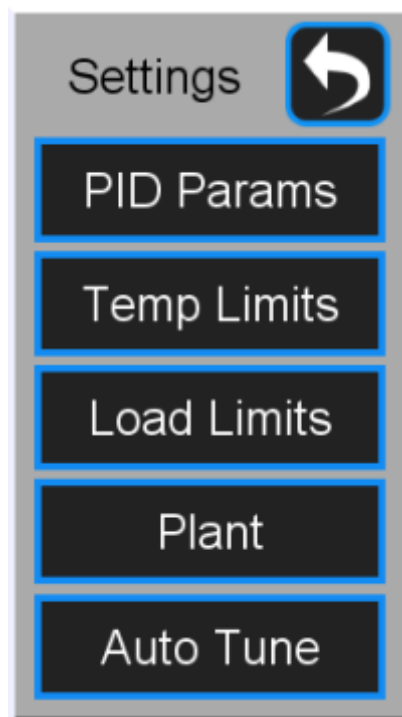 Settings
PID Params
Temp Limits
Load Limits
Plant
Auto Tune